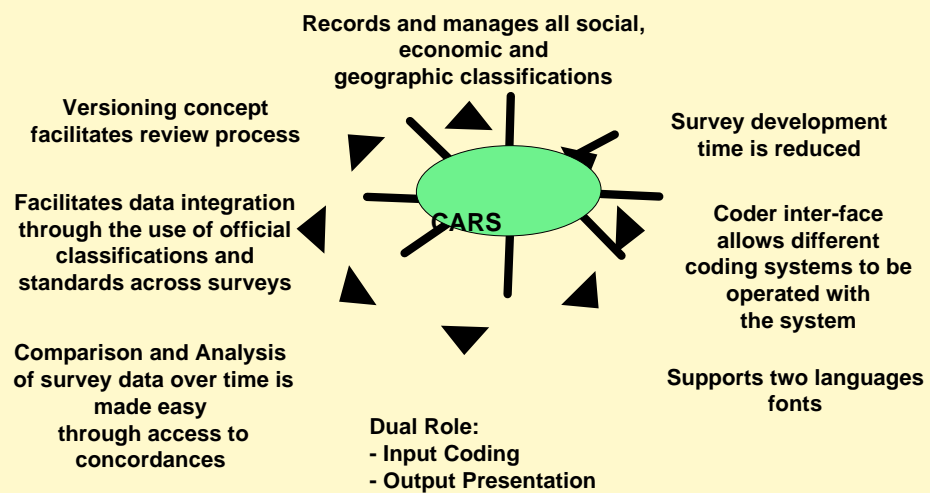 Records and manages all social,
economic and
geographic classifications
Versioning concept
facilitates review process
Survey development
time is reduced
Facilitates data integration
through the use of official
classifications and
standards across surveys
CARS
Coder inter-face
allows different
coding systems to be
operated with
the system
Comparison and Analysis
of survey data over time is
made easy
through access to
concordances
Supports two languages
fonts
Dual Role:
- Input Coding
- Output Presentation